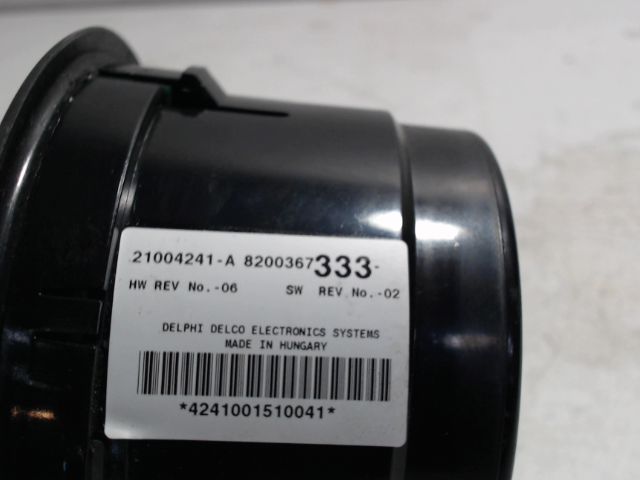 21004241-A 8200367333-
HW REV No.-06 SW REV No.-02
DELPHI DELCO ELECTRONICS SYSTEMS
MADE IN HUNGARY
*4241001510041*